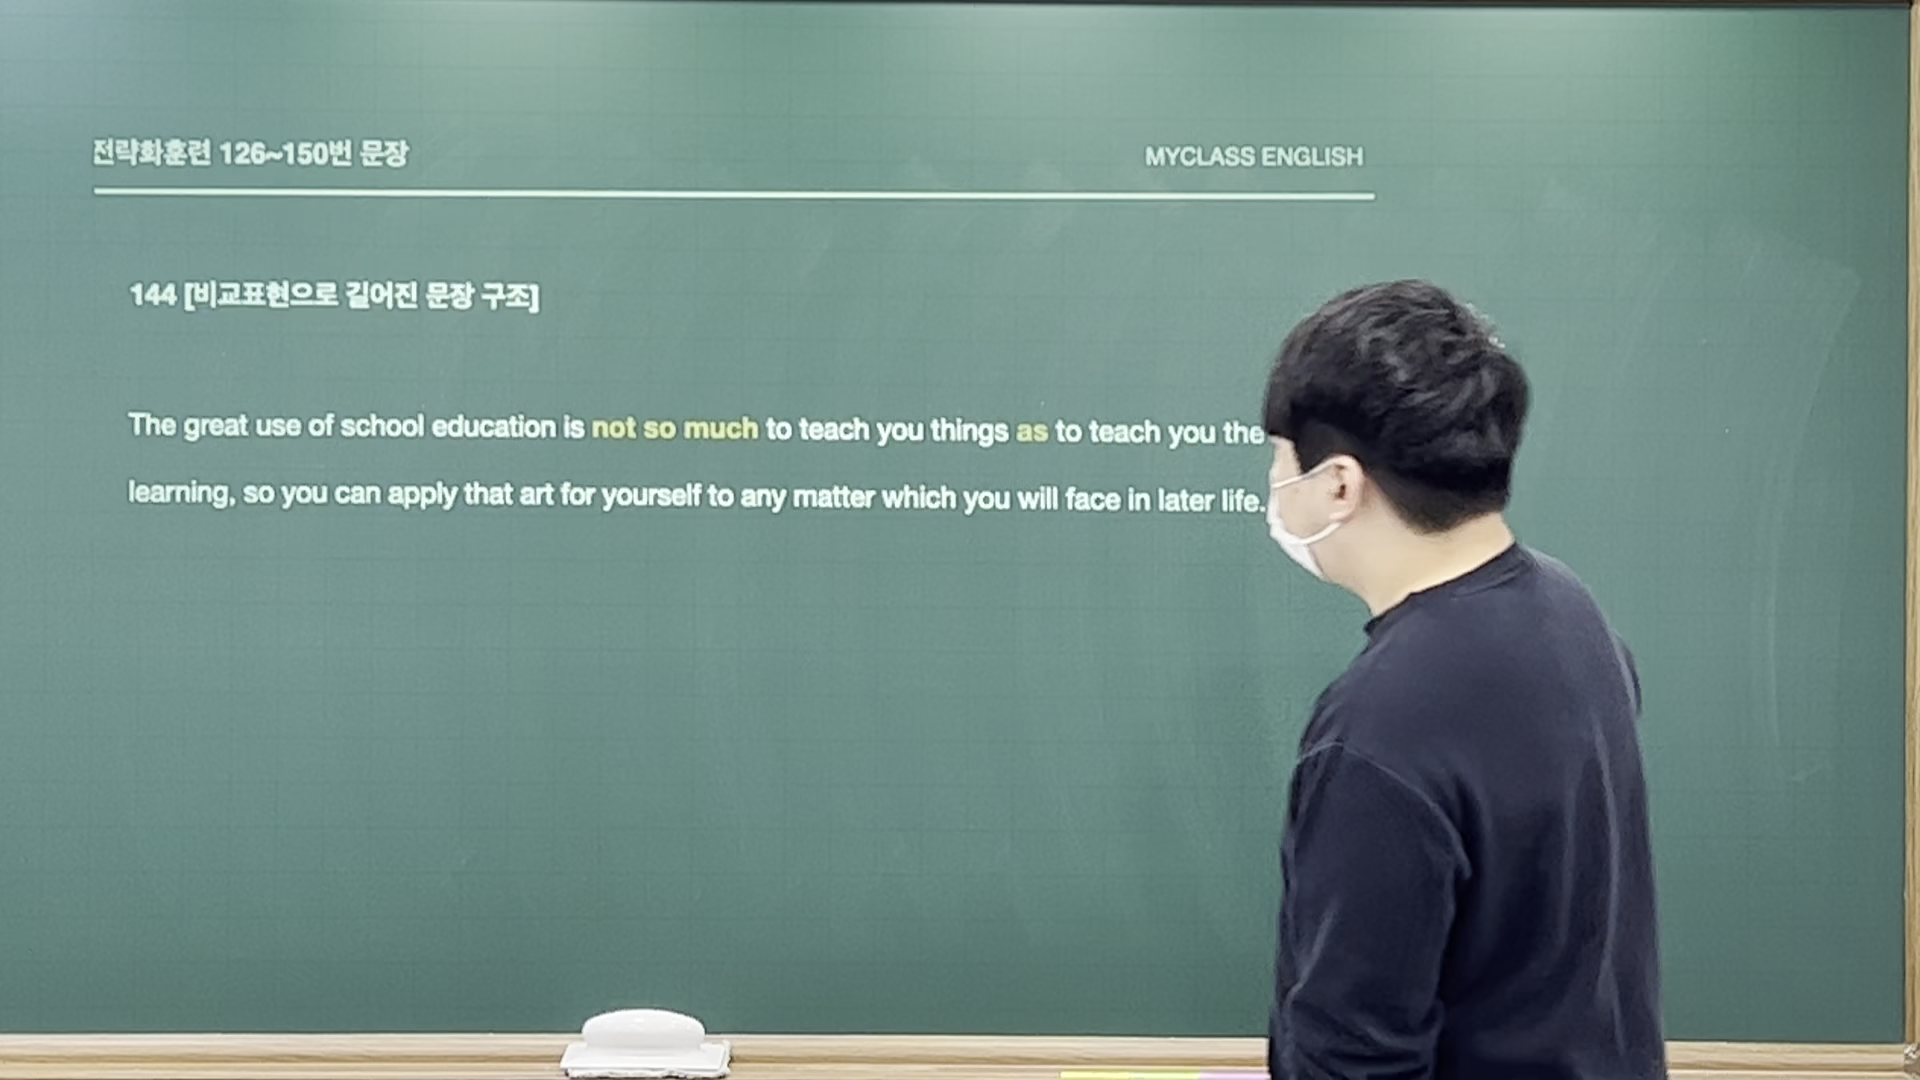 전략화훈련 126~150번 문장
MYCLASS ENGLISH
144 [비교표현으로 길어진 문장 구조]
The great use of school education is not so much to teach you things as to teach you the
learning, so you can apply that art for yourself to any matter which you will face in later life.